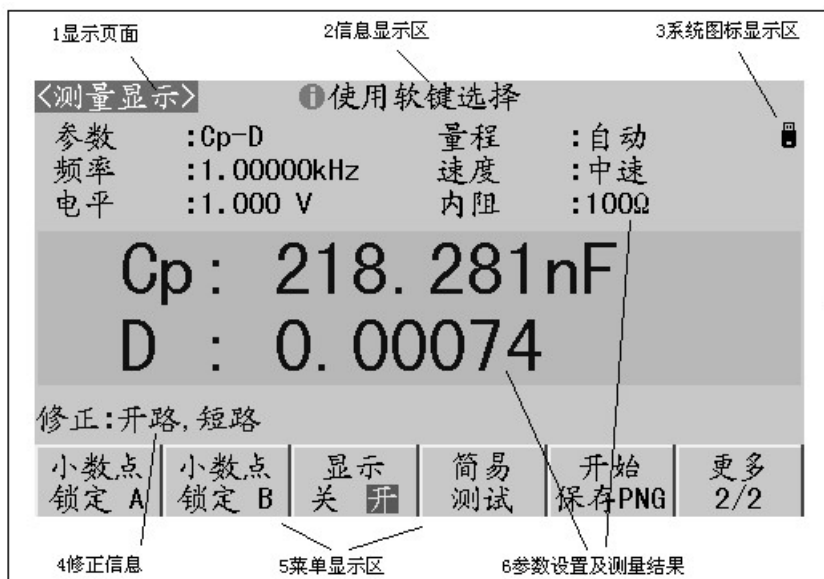 1显示页面 2信息显示区 3系统图标显示区
<测量显示> i使用软键选择
参数 :Cp-D 量程 :自动
频率 :1.00000kHz 速度 :中速
电平 :1.000 V 内阻 :100Ω
Cp: 218.281nF
D : 0.00074
修正:开路,短路
小数点 小数点 显示 简易 开始 更多
锁定 A 锁定 B 关 开 测试 保存PNG 2/2
4修正信息 5菜单显示区 6参数设置及测量结果